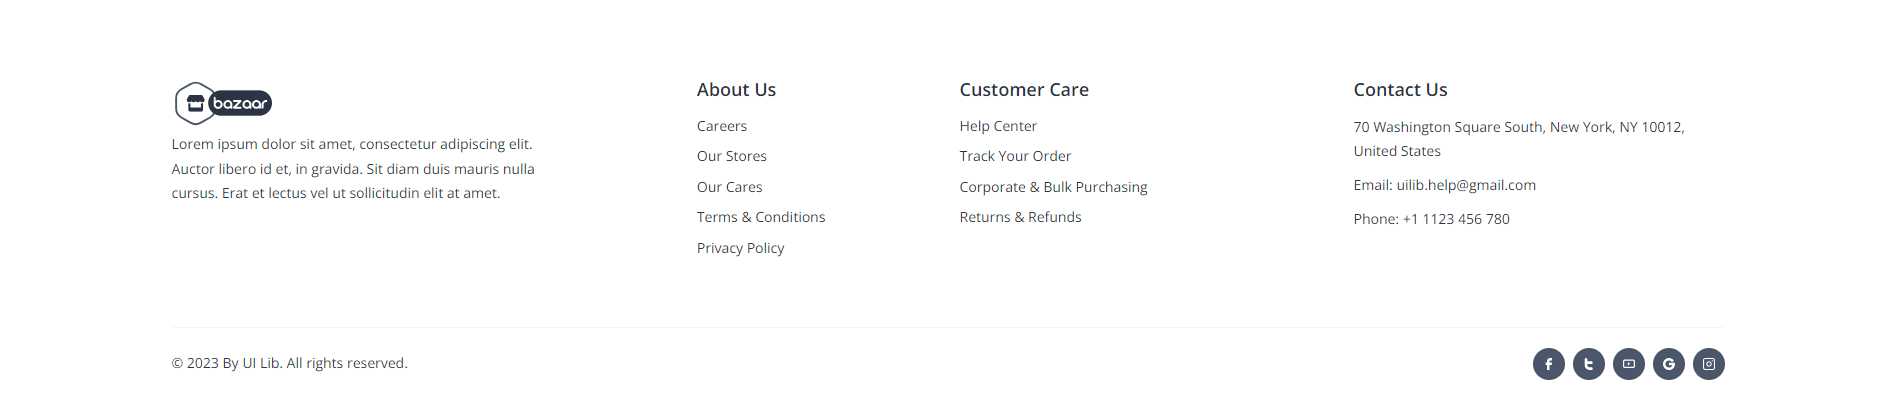 bazaar
Lorem ipsum dolor sit amet, consectetur adipiscing elit.
Auctor libero id et, in gravida. Sit diam duis mauris nulla
cursus. Erat et lectus vel ut sollicitudin elit at amet.
About Us
Careers
Our Stores
Our Cares
Terms & Conditions
Privacy Policy
Customer Care
Help Center
Track Your Order
Corporate & Bulk Purchasing
Returns & Refunds
Contact Us
70 Washington Square South, New York, NY 10012,
United States
Email: uilib.help@gmail.com
Phone: +1 1123 456 780
© 2023 By UI Lib. All rights reserved.